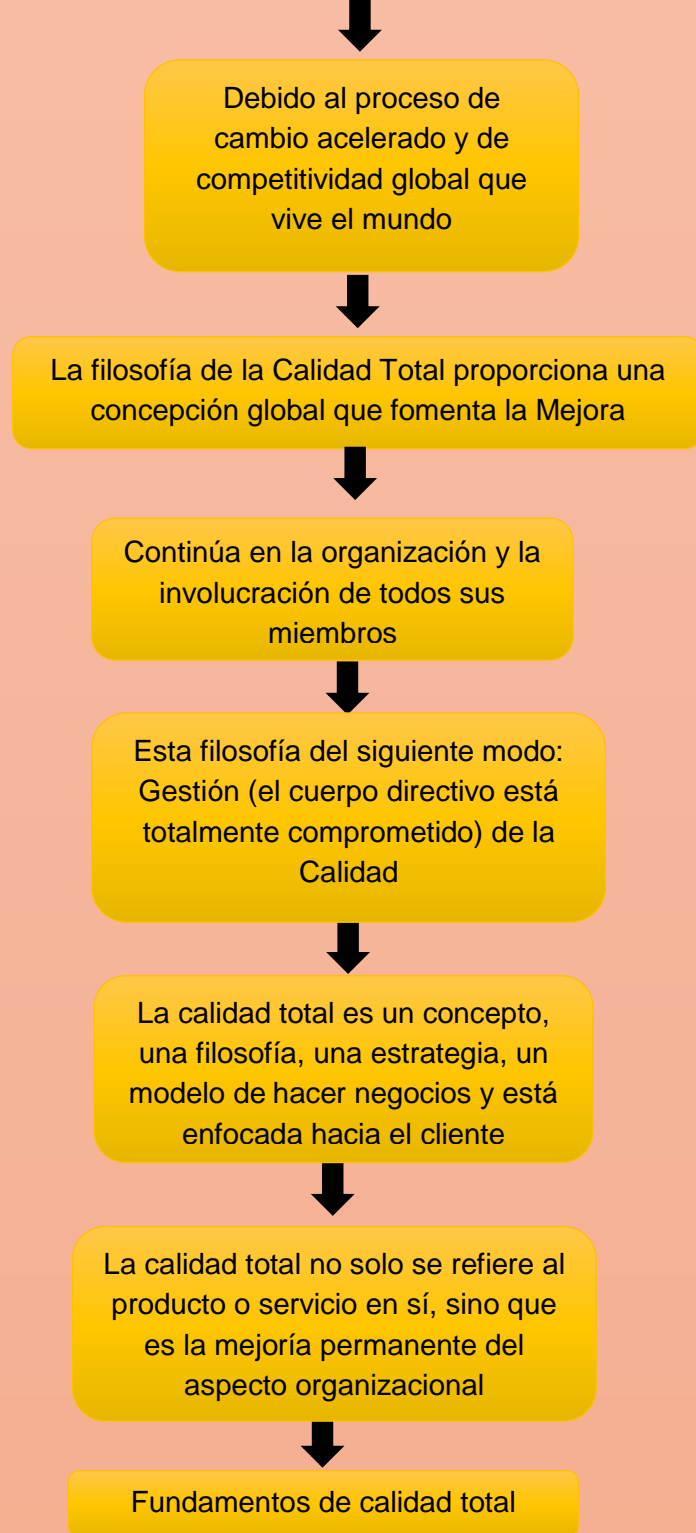 Debido al proceso de
cambio acelerado y de
competitividad global que
vive el mundo
La filosofía de la Calidad Total proporciona una
concepción global que fomenta la Mejora
Continúa en la organización y la
involucración de todos sus
miembros
Esta filosofía del siguiente modo:
Gestión (el cuerpo directivo está
totalmente comprometido) de la
Calidad
La calidad total es un concepto,
una filosofía, una estrategia, un
modelo de hacer negocios y está
enfocada hacia el cliente
La calidad total no solo se refiere al
producto o servicio en sí, sino que
es la mejoría permanente del
aspecto organizacional
Fundamentos de calidad total